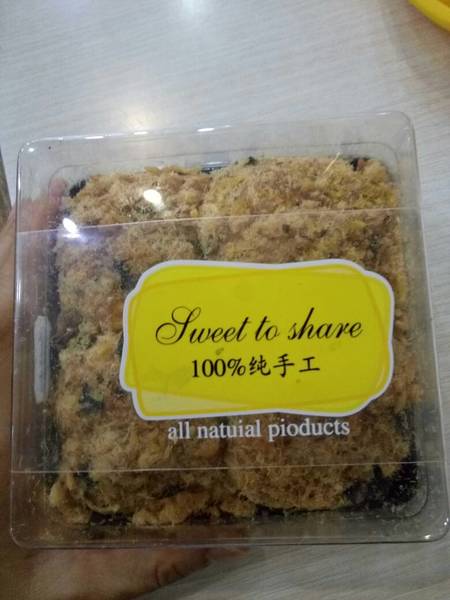 Sweet to share
100%纯手工
all natuial pioducts